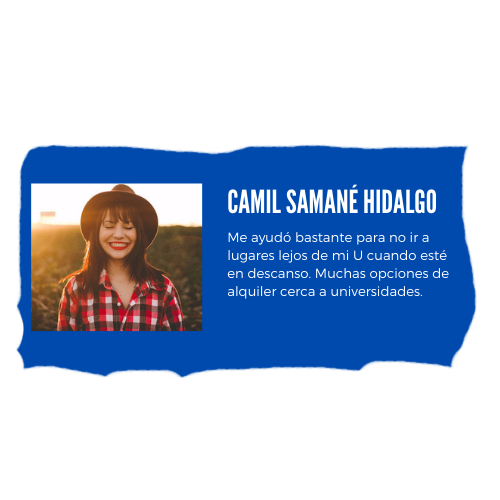 CAMIL SAMANÉ HIDALGO
Me ayudó bastante para no ir a
lugares lejos de mi U cuando esté
en descanso. Muchas opciones de
alquiler cerca a universidades.